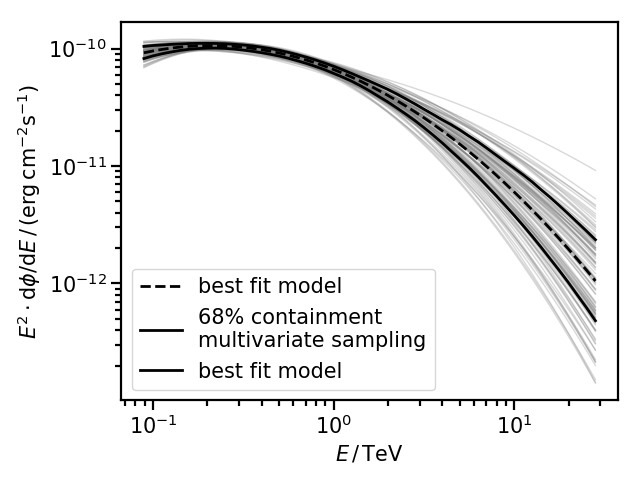 10⁻¹⁰
10⁻¹¹
10⁻¹²
E² · dϕ/dE / (erg cm⁻² s⁻¹)
best fit model
68% containment
multivariate sampling
best fit model
10⁻¹ 10⁰ 10¹
E / TeV